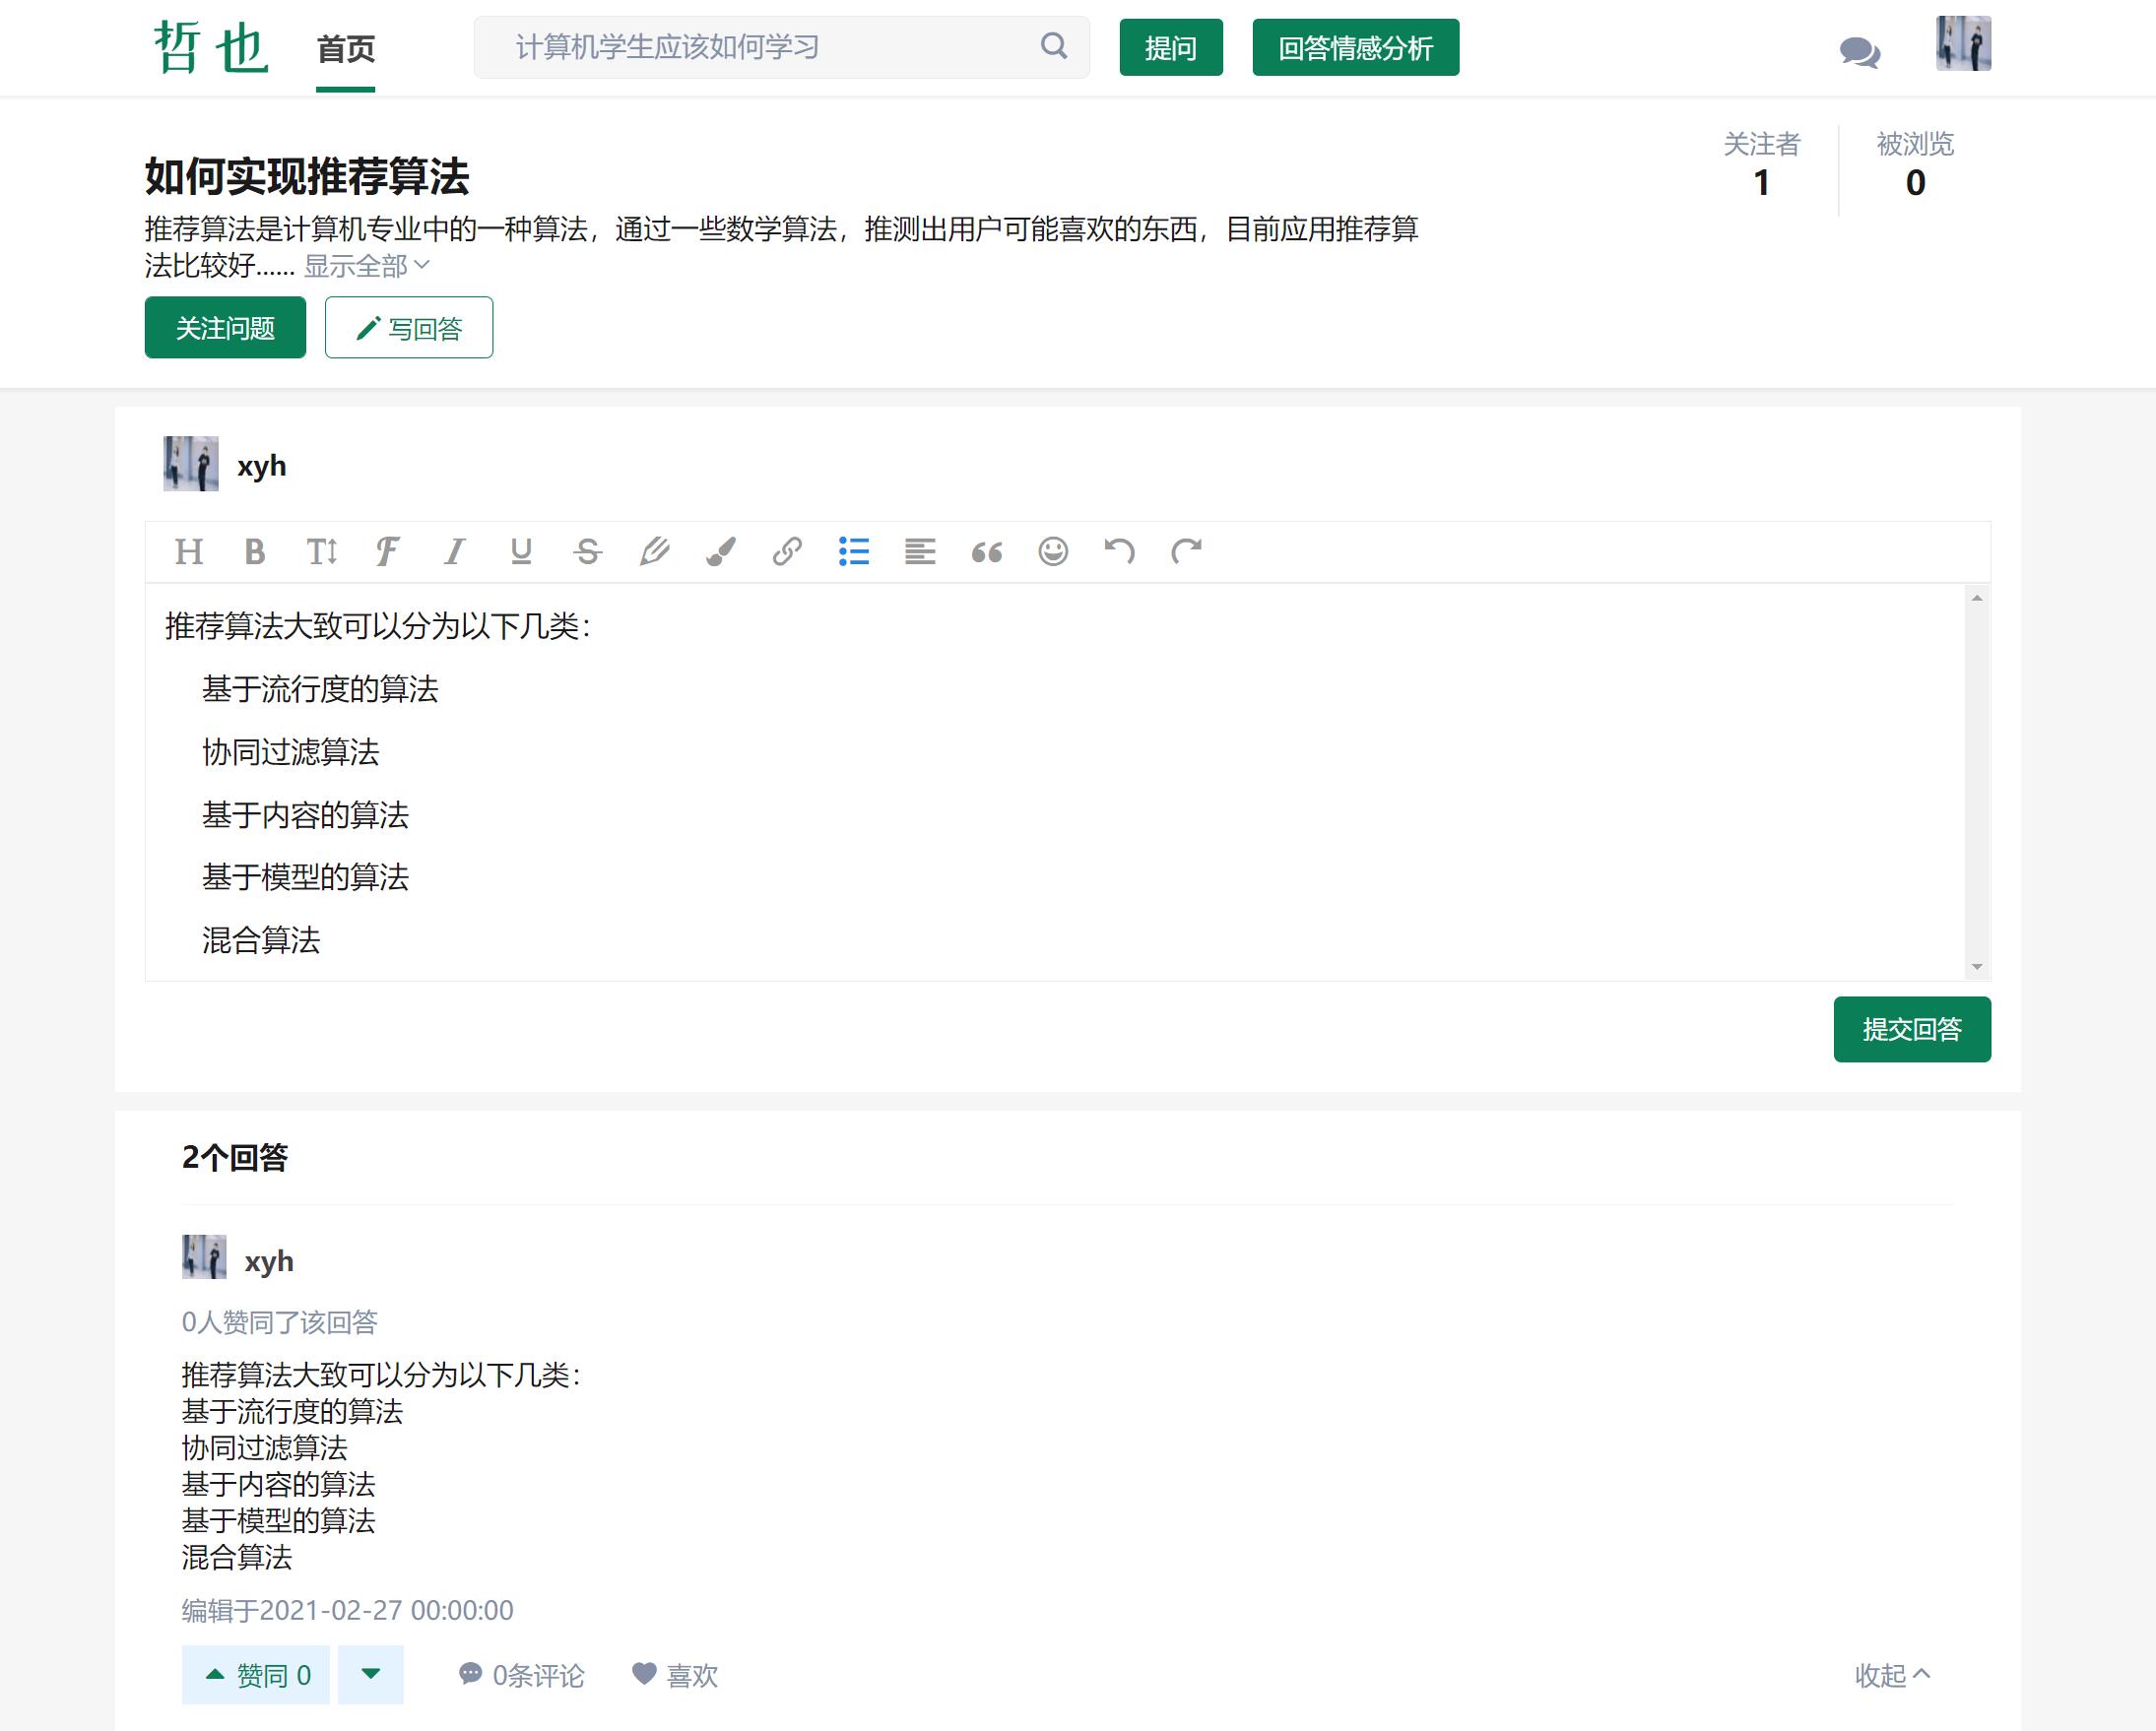 哲也 首页 计算机学生应该如何学习 提问 回答情感分析
如何实现推荐算法
关注者 被浏览
1 0
推荐算法是计算机专业中的一种算法，通过一些数学算法，推测出用户可能喜欢的东西，目前应用推荐算
法比较好...... 显示全部
关注问题 写回答
xyh
推荐算法大致可以分为以下几类：
基于流行度的算法
协同过滤算法
基于内容的算法
基于模型的算法
混合算法
提交回答
2个回答
xyh
0人赞同了该回答
推荐算法大致可以分为以下几类：
基于流行度的算法
协同过滤算法
基于内容的算法
基于模型的算法
混合算法
编辑于2021-02-27 00:00:00
赞同 0 0条评论 喜欢 收起